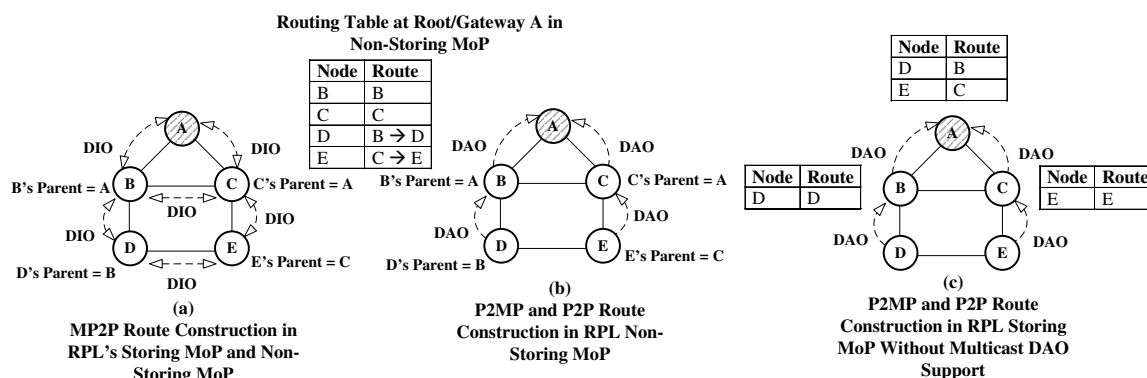 Routing Table at Root/Gateway A in
Non-Storing MoP
Node Route
B B
C C
D B → D
E C → E
A
DIO
DIO
B's Parent = A
B
C
C's Parent = A
DIO
DIO
DIO
D
E
D's Parent = B
DIO
E's Parent = C
(a)
MP2P Route Construction in
RPL's Storing MoP and Non-
Storing MoP
A
DAO
DAO
B's Parent = A
B
C
C's Parent = A
DAO
DAO
D
E
D's Parent = B
E's Parent = C
(b)
P2MP and P2P Route
Construction in RPL Non-
Storing MoP
Node Route
D B
E C
A
DAO
DAO
Node Route
D D
B
C
Node Route
E E
DAO
DAO
D
E
(c)
P2MP and P2P Route
Construction in RPL Storing
MoP Without Multicast DAO
Support